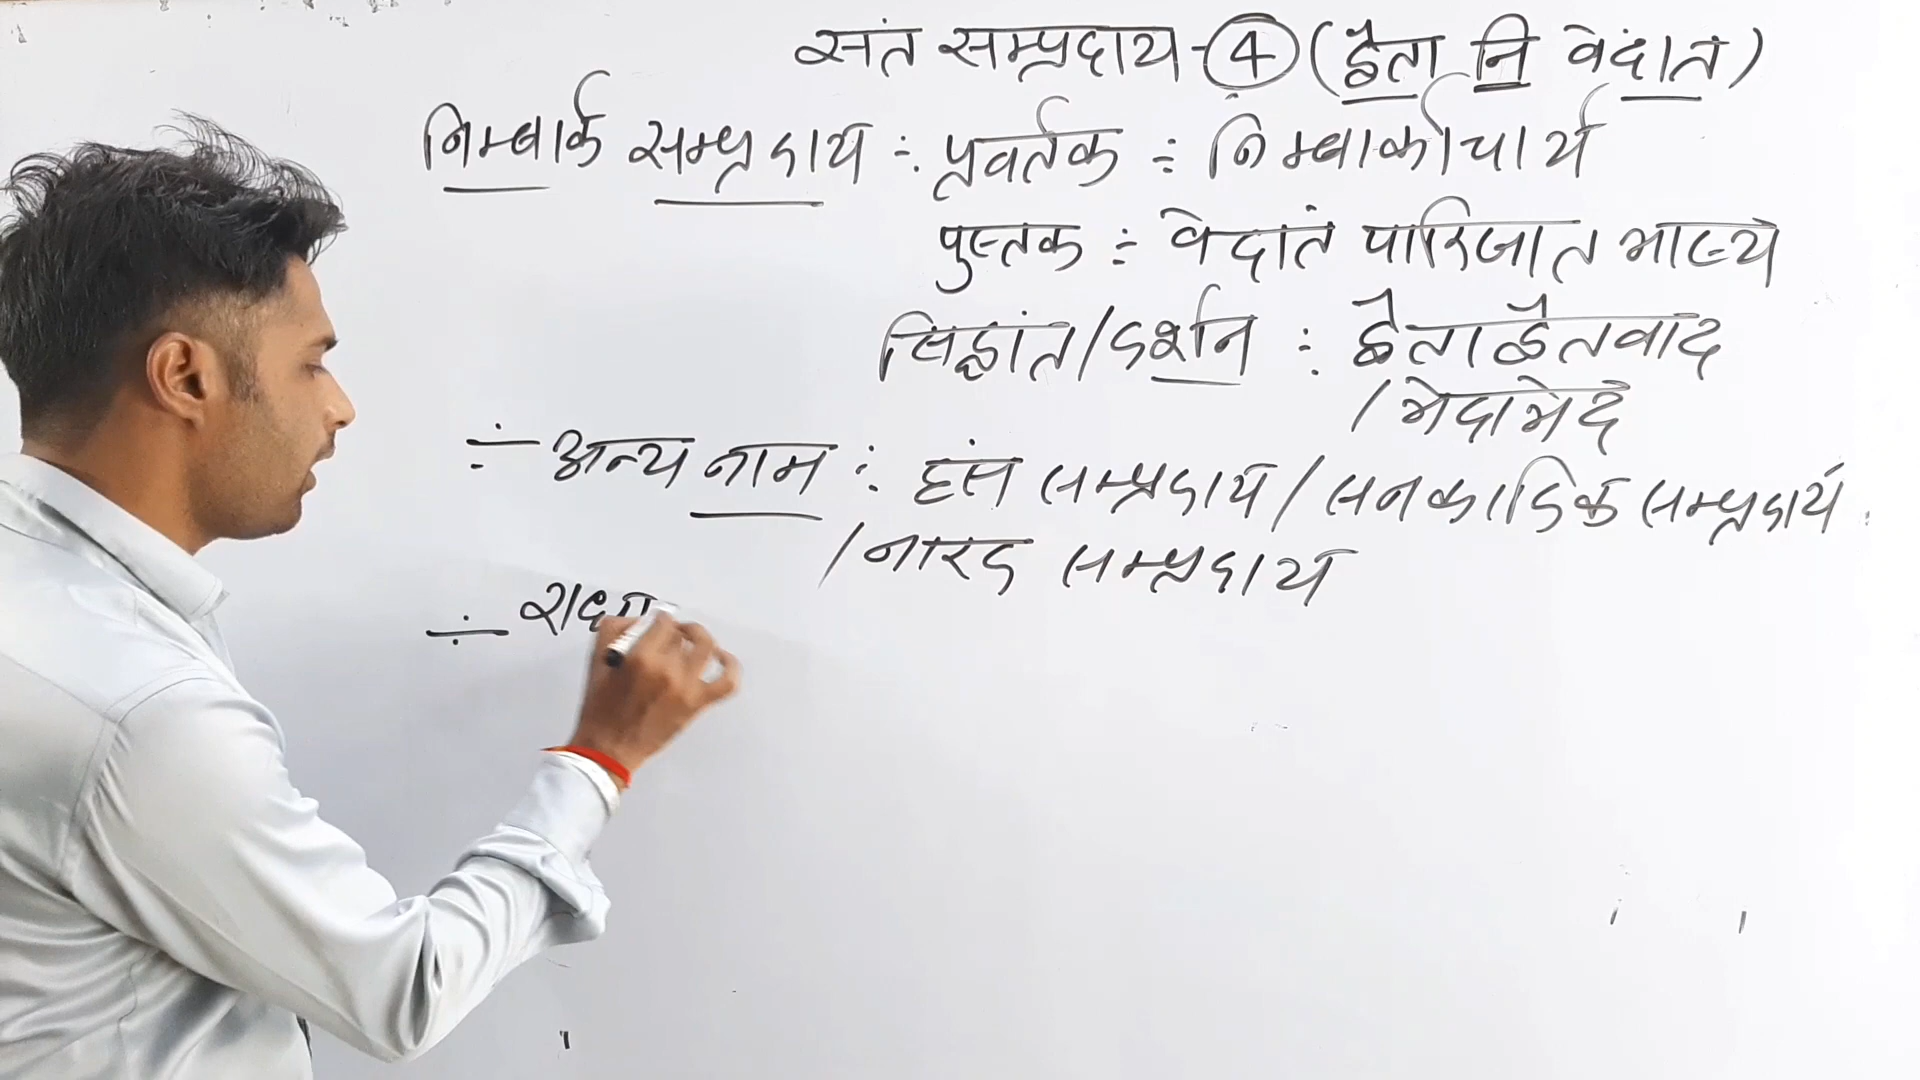 संत सम्प्रदाय - ④ (द्वैता नि वेदांत)
निम्बार्क सम्प्रदाय ÷ प्रवर्तक ÷ निम्बार्काचार्य
पुस्तक ÷ वेदांत पारिजात भाष्य
सिद्धांत/दर्शन : द्वैताद्वैतवाद
/भेदाभेद
÷ अन्य नाम : हंस सम्प्रदाय/सनकादिक सम्प्रदाय
/नारद सम्प्रदाय
÷